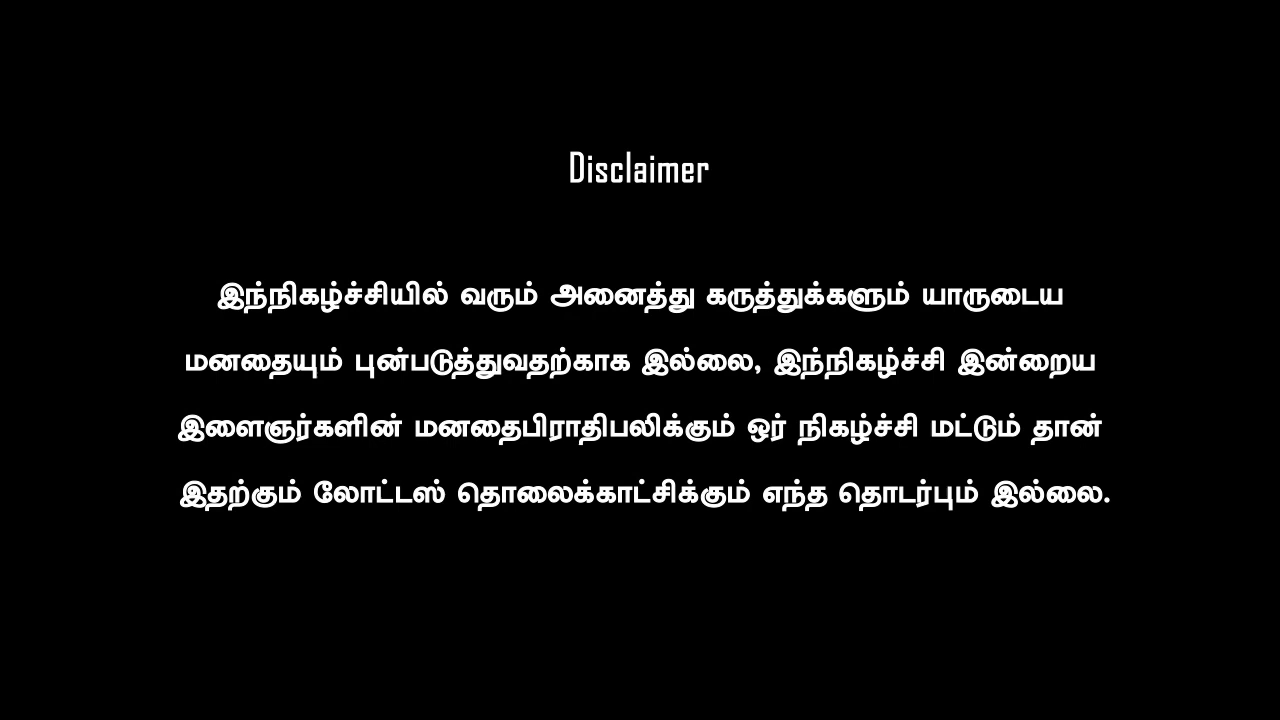 Disclaimer
இந்நிகழ்ச்சியில் வரும் அனைத்து கருத்துக்களும் யாருடைய
மனதையும் புன்படுத்துவதற்காக இல்லை, இந்நிகழ்ச்சி இன்றைய
இளைஞர்களின் மனதைபிராதிபலிக்கும் ஒர் நிகழ்ச்சி மட்டும் தான்
இதற்கும் லோட்டஸ் தொலைக்காட்சிக்கும் எந்த தொடர்பும் இல்லை.